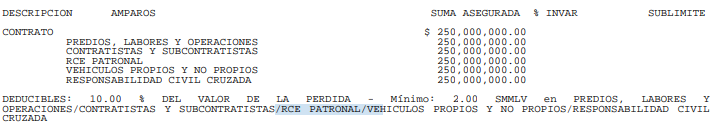 DESCRIPCION AMPAROS SUMA ASEGURADA % INVAR SUBLIMITE
CONTRATO $ 250,000,000.00
PREDIOS, LABORES Y OPERACIONES 250,000,000.00
CONTRATISTAS Y SUBCONTRATISTAS 250,000,000.00
RCE PATRONAL 250,000,000.00
VEHICULOS PROPIOS Y NO PROPIOS 250,000,000.00
RESPONSABILIDAD CIVIL CRUZADA 250,000,000.00
DEDUCIBLES: 10.00 % DEL VALOR DE LA PERDIDA - Mínimo: 2.00 SMMLV en PREDIOS, LABORES Y
OPERACIONES/CONTRATISTAS Y SUBCONTRATISTAS/RCE PATRONAL/VEHICULOS PROPIOS Y NO PROPIOS/RESPONSABILIDAD CIVIL
CRUZADA